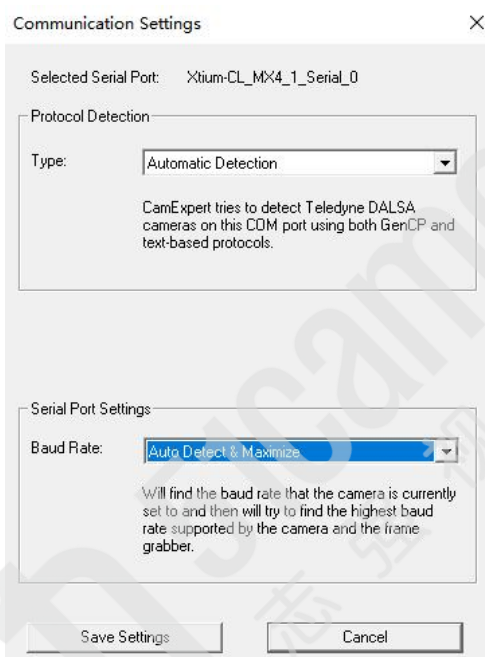 Communication Settings
Selected Serial Port: Xtium-CL_MX4_1_Serial_0
Protocol Detection
Type: Automatic Detection
CamExpert tries to detect Teledyne DALSA
cameras on this COM port using both GenCP and
text-based protocols.
Serial Port Settings
Baud Rate: Auto Detect & Maximize
Will find the baud rate that the camera is currently
set to and then will try to find the highest baud
rate supported by the camera and the frame
grabber.
Save Settings Cancel